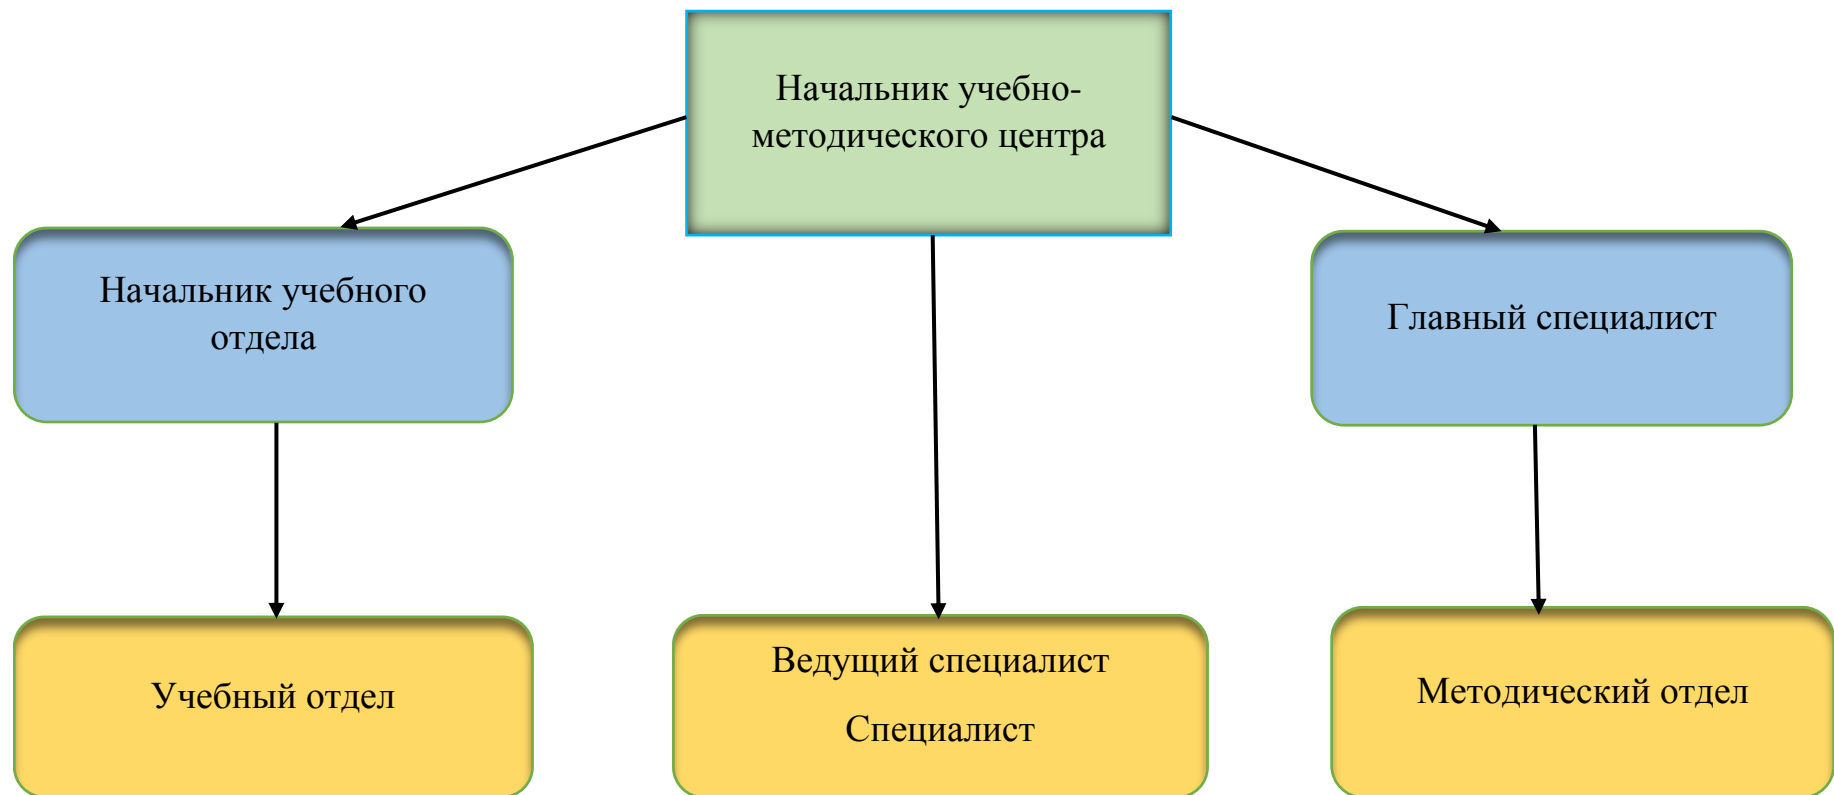 Начальник учебно-
методического центра
Начальник учебного
отдела
Главный специалист
Учебный отдел
Ведущий специалист
Специалист
Методический отдел